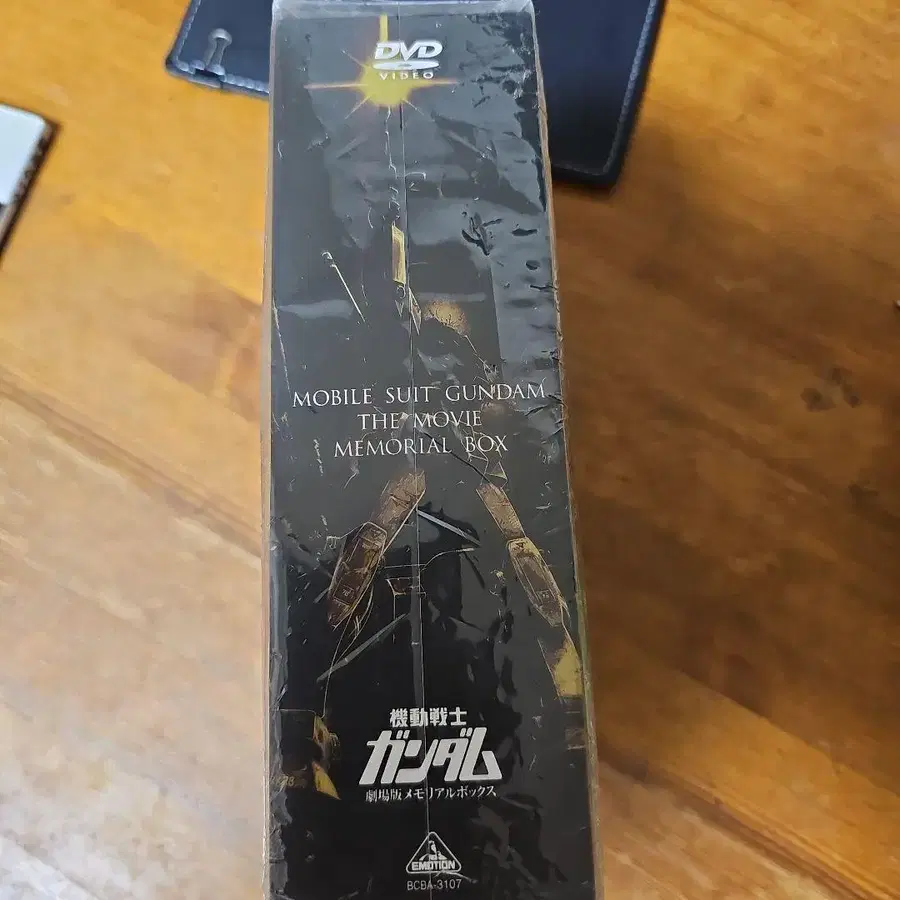 DVD
VIDEO
MOBILE SUIT GUNDAM
THE MOVIE
MEMORIAL BOX
機動戦士
ガンダム
劇場版メモリアルボックス
EMOTION
BCBA-3107